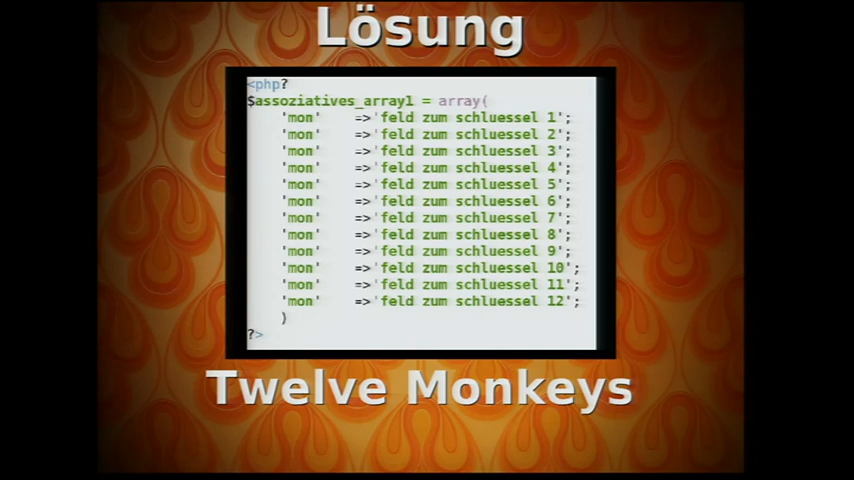 Lösung
<php?
$assoziatives_array1 = array(
'mon' =>'feld zum schluessel 1';
'mon' =>'feld zum schluessel 2';
'mon' =>'feld zum schluessel 3';
'mon' =>'feld zum schluessel 4';
'mon' =>'feld zum schluessel 5';
'mon' =>'feld zum schluessel 6';
'mon' =>'feld zum schluessel 7';
'mon' =>'feld zum schluessel 8';
'mon' =>'feld zum schluessel 9';
'mon' =>'feld zum schluessel 10';
'mon' =>'feld zum schluessel 11';
'mon' =>'feld zum schluessel 12';
)
?>
Twelve Monkeys